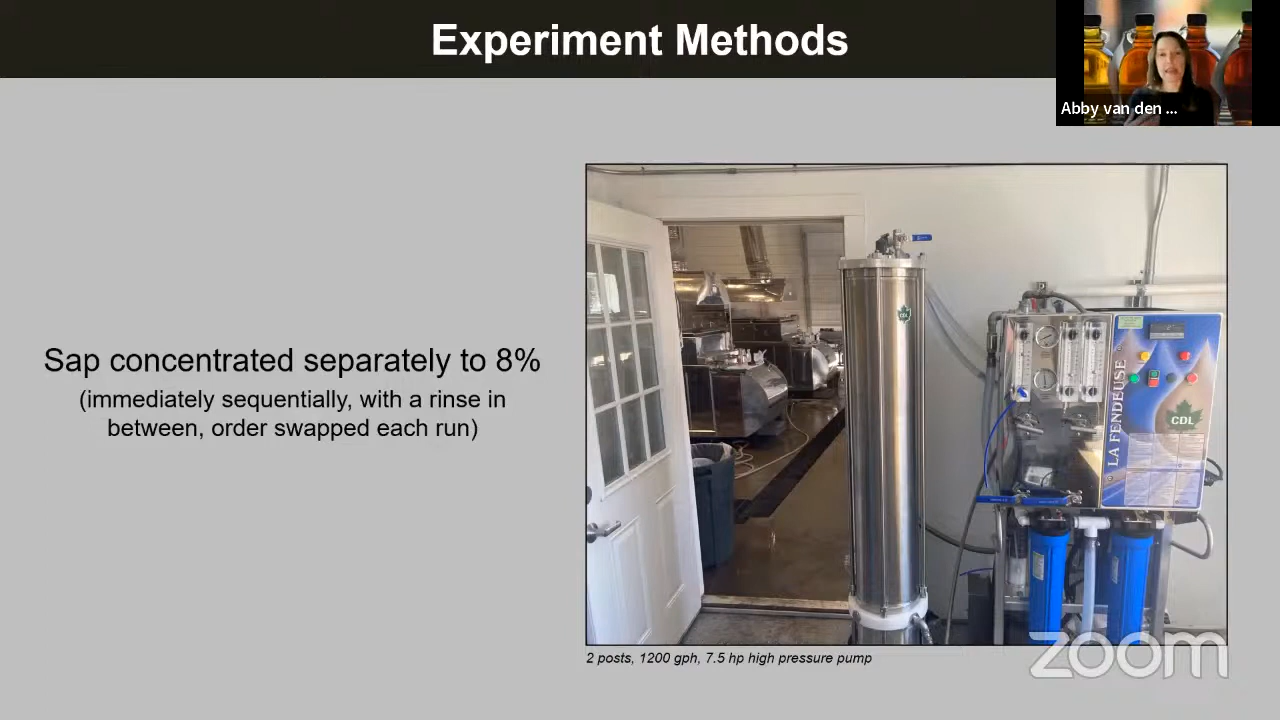 Experiment Methods
Abby van den ...
Sap concentrated separately to 8%
(immediately sequentially, with a rinse in
between, order swapped each run)
CDL
LA FENDEUSE
CDL
2 posts, 1200 gph, 7.5 hp high pressure pump
zoom